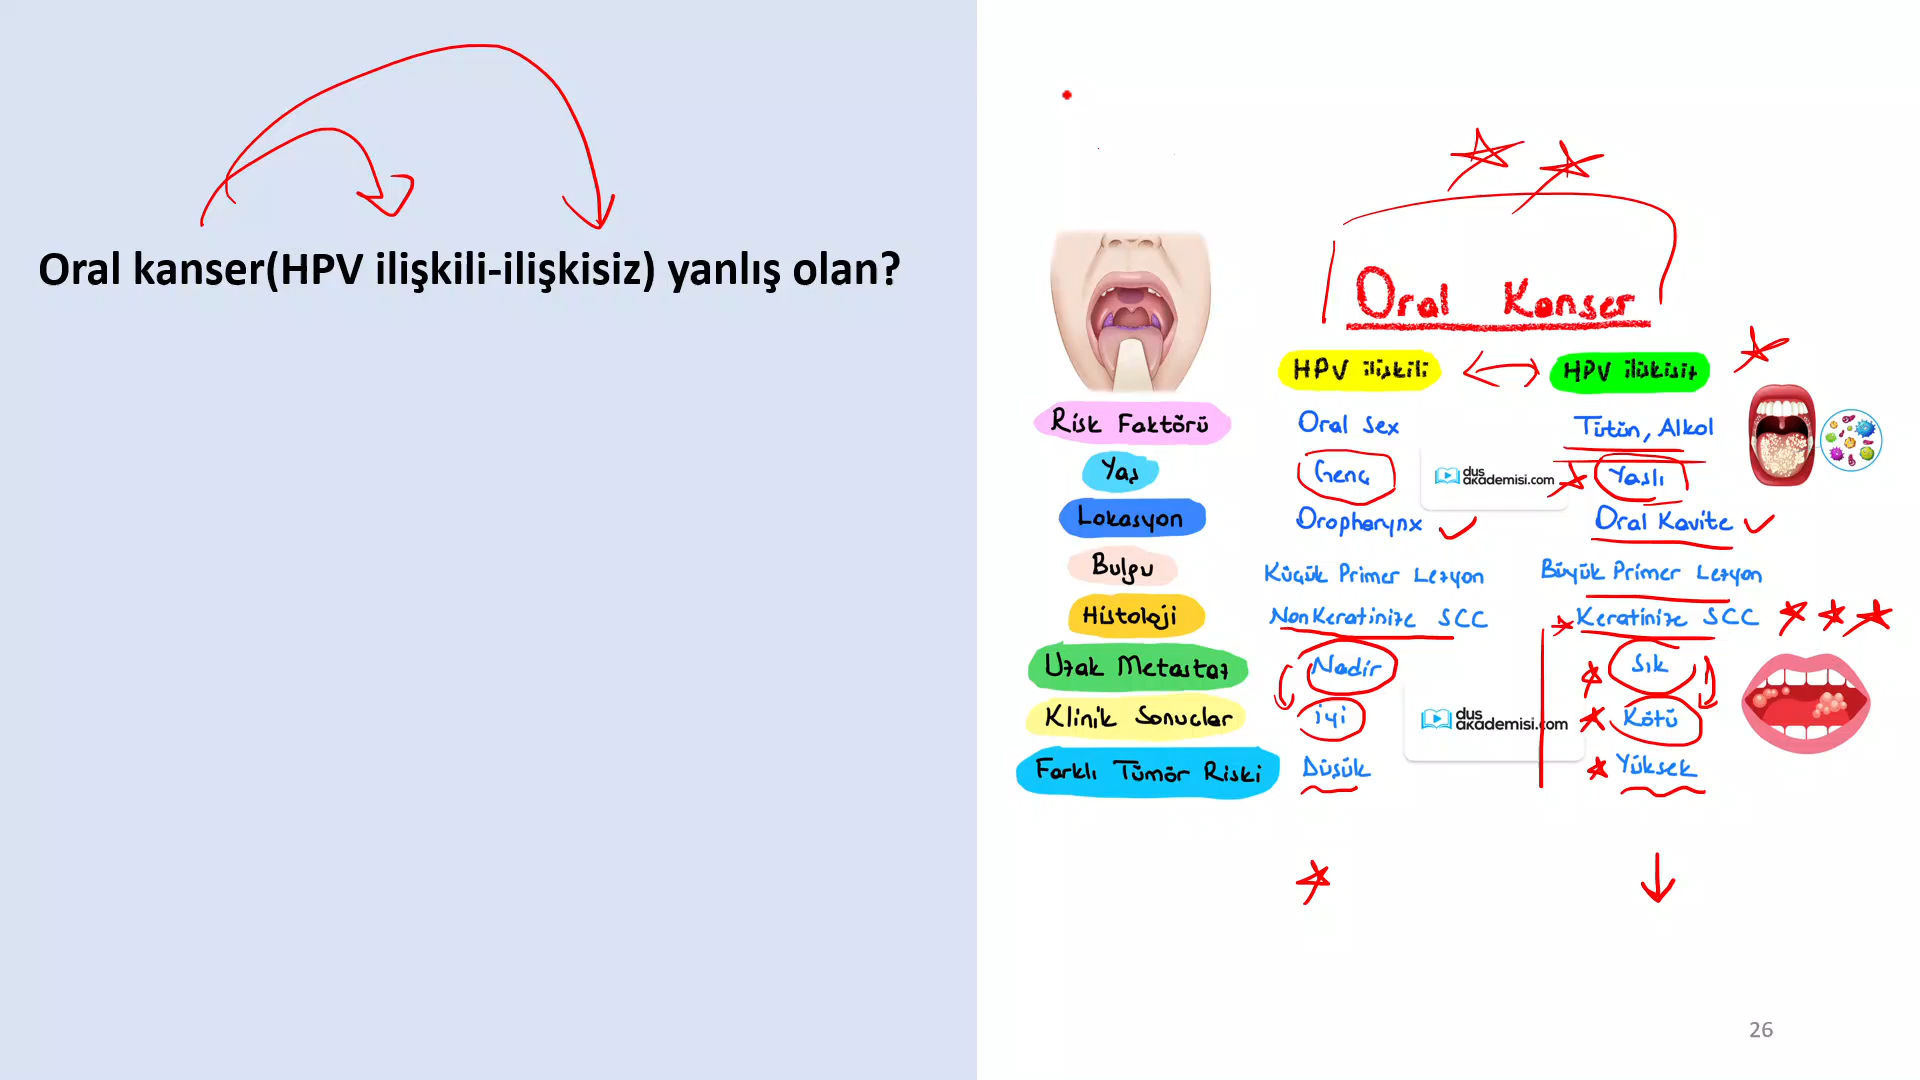 Oral kanser(HPV ilişkili-ilişkisiz) yanlış olan?
Oral Kanser
HPV ilişkili HPV ilişkisiz
Risk Faktörü Oral Sex Tütün, Alkol
Yaş Genç Yaşlı
Lokasyon Oropharynx Oral Kavite
Bulgu Küçük Primer Lezyon Büyük Primer Lezyon
Histoloji NonKeratinize SCC Keratinize SCC
Uzak Metastaz Nadir Sık
Klinik Sonuçlar İyi Kötü
Farklı Tümör Riski Düşük Yüksek
dus
akademisi.com
dus
akademisi.com
26